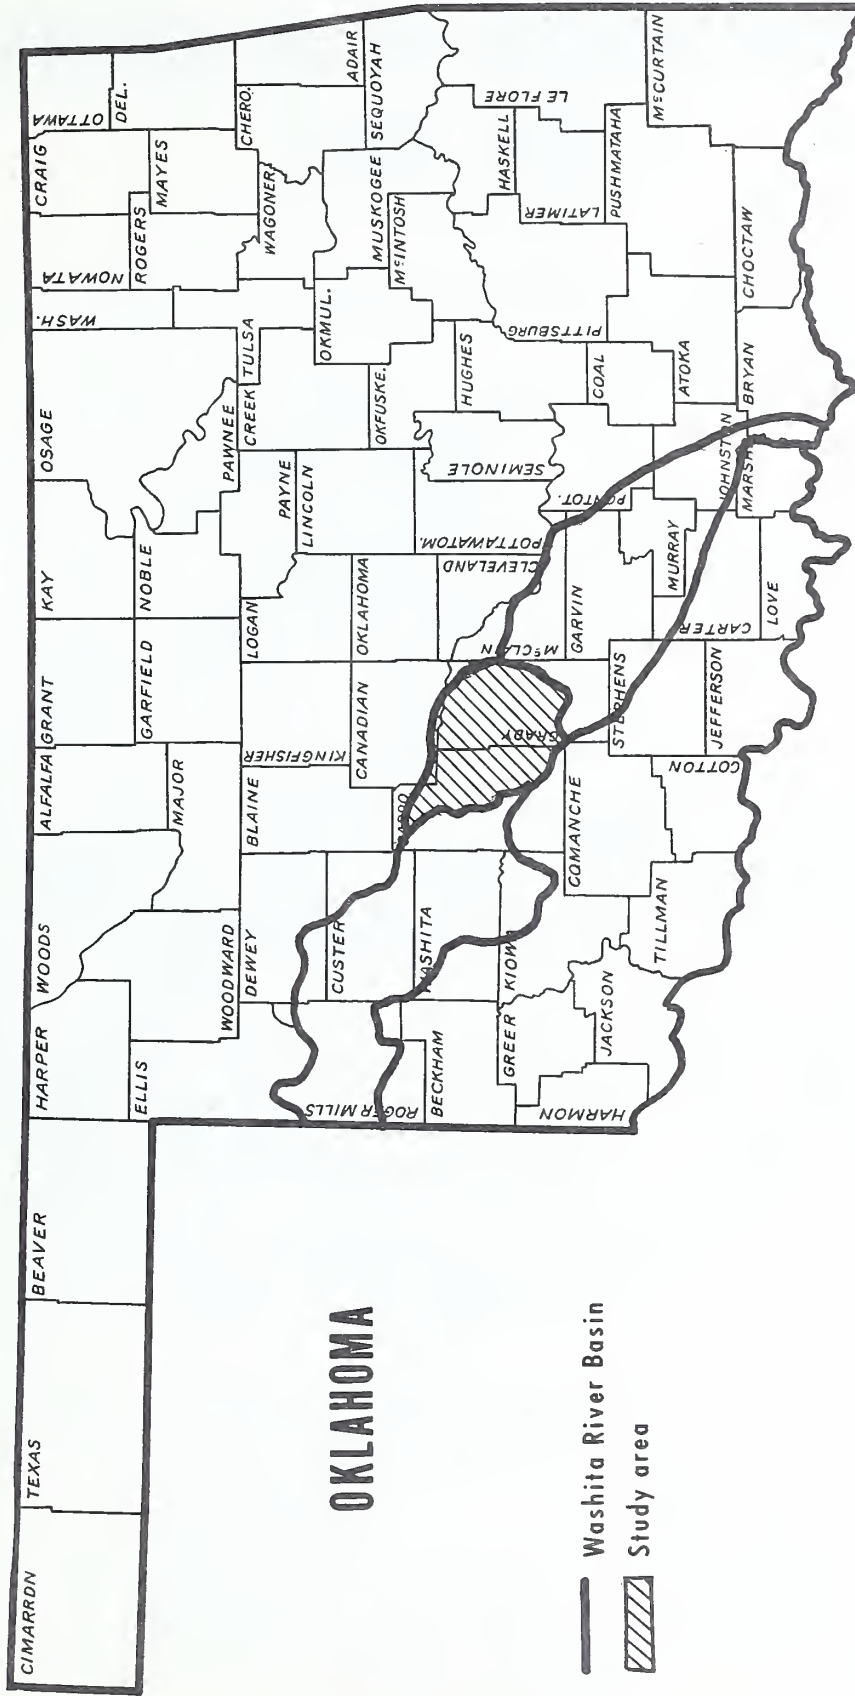 CIMARRON
TEXAS
BEAVER
HARPER
WOODS
ALFALFA
GRANT
KAY
OSAGE
WASH.
NOWATA
CRAIG
OTTAWA
ELLIS
WOODWARD
MAJOR
GARFIELD
NOBLE
PAWNEE
ROGERS
MAYES
DEL.
DEWEY
BLAINE
KINGFISHER
LOGAN
PAYNE
CREEK
TULSA
WAGONER
CHERO.
ADAIR
ROGER MILLS
CUSTER
CANADIAN
OKLAHOMA
LINCOLN
OKFUSKE.
OKMUL.
MUSKOGEE
SEQUOYAH
BECKHAM
WASHITA
GRADY
McCLAIN
CLEVELAND
POTTAWATOM.
SEMINOLE
HUGHES
McINTOSH
HASKELL
LE FLORE
GREER
KIOWA
COMANCHE
STEPHENS
GARVIN
PONTOT.
COAL
PITTSBURG
LATIMER
HARMON
JACKSON
TILLMAN
COTTON
JEFFERSON
CARTER
MURRAY
JOHNSTON
ATOKA
PUSHMATAHA
McCURTAIN
LOVE
BRYAN
CHOCTAW
OKLAHOMA
Washita River Basin
Study area